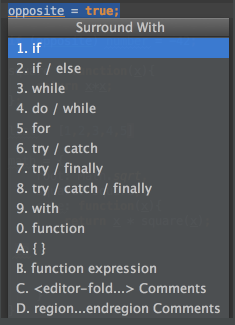 opposite = true;
Surround With
1. if
2. if / else
3. while
4. do / while
5. for
6. try / catch
7. try / finally
8. try / catch / finally
9. with
0. function
A. { }
B. function expression
C. <editor-fold...> Comments
D. region...endregion Comments